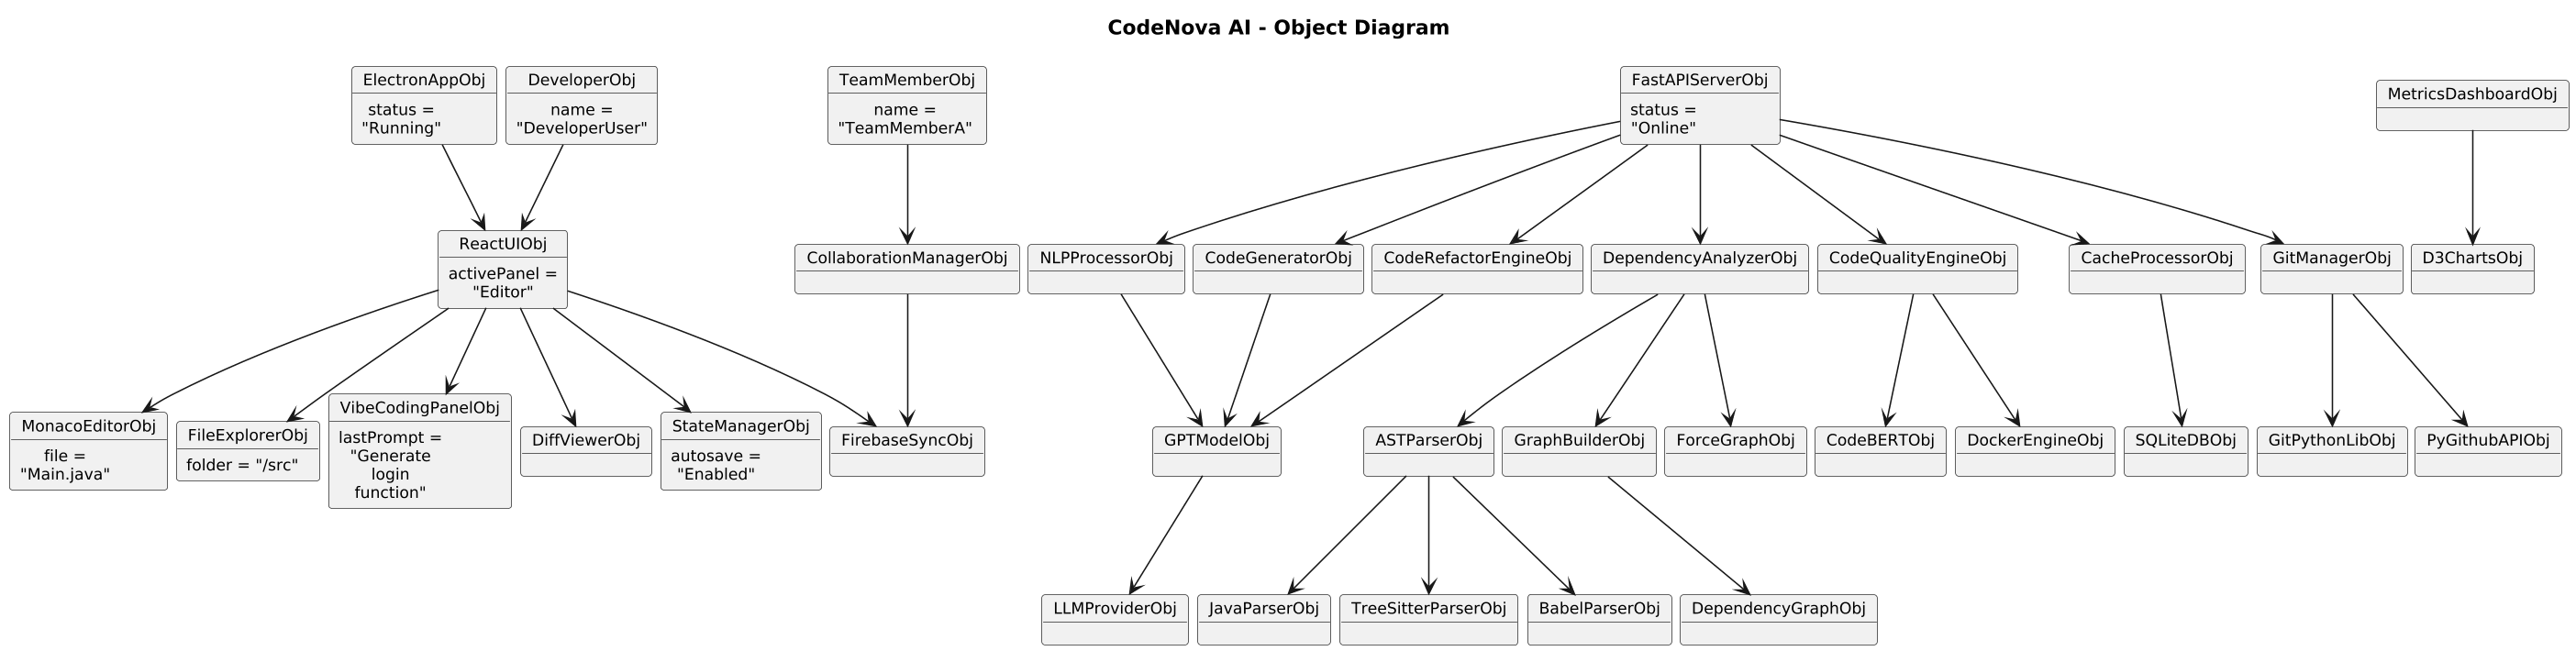 CodeNova AI - Object Diagram
ElectronAppObj
status =
"Running"
DeveloperObj
name =
"DeveloperUser"
TeamMemberObj
name =
"TeamMemberA"
FastAPIServerObj
status =
"Online"
MetricsDashboardObj
ReactUIObj
activePanel =
"Editor"
CollaborationManagerObj
NLPProcessorObj
CodeGeneratorObj
CodeRefactorEngineObj
DependencyAnalyzerObj
CodeQualityEngineObj
CacheProcessorObj
GitManagerObj
D3ChartsObj
MonacoEditorObj
file =
"Main.java"
FileExplorerObj
folder = "/src"
VibeCodingPanelObj
lastPrompt =
"Generate
login
function"
DiffViewerObj
StateManagerObj
autosave =
"Enabled"
FirebaseSyncObj
GPTModelObj
ASTParserObj
GraphBuilderObj
ForceGraphObj
CodeBERTObj
DockerEngineObj
SQLiteDBObj
GitPythonLibObj
PyGithubAPIObj
LLMProviderObj
JavaParserObj
TreeSitterParserObj
BabelParserObj
DependencyGraphObj